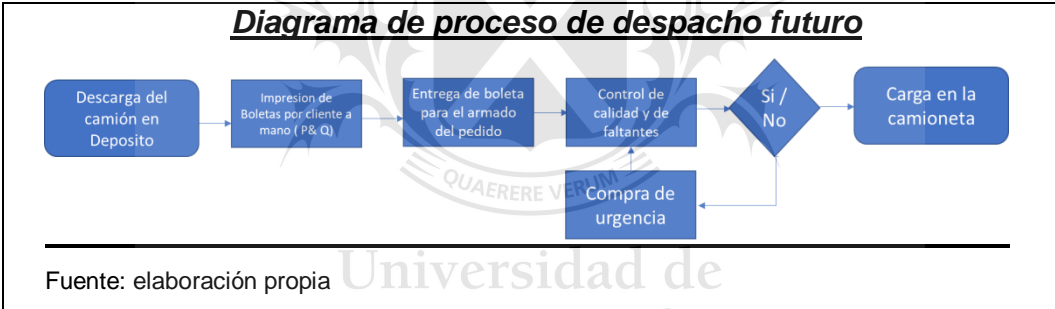 Diagrama de proceso de despacho futuro
Descarga del
camión en
Deposito
Impresion de
Boletas por cliente a
mano ( P& Q)
Entrega de boleta
para el armado
del pedido
Control de
calidad y de
faltantes
Si /
No
Carga en la
camioneta
Compra de
urgencia
QUAERERE VERUM
Fuente: elaboración propia
Universidad de